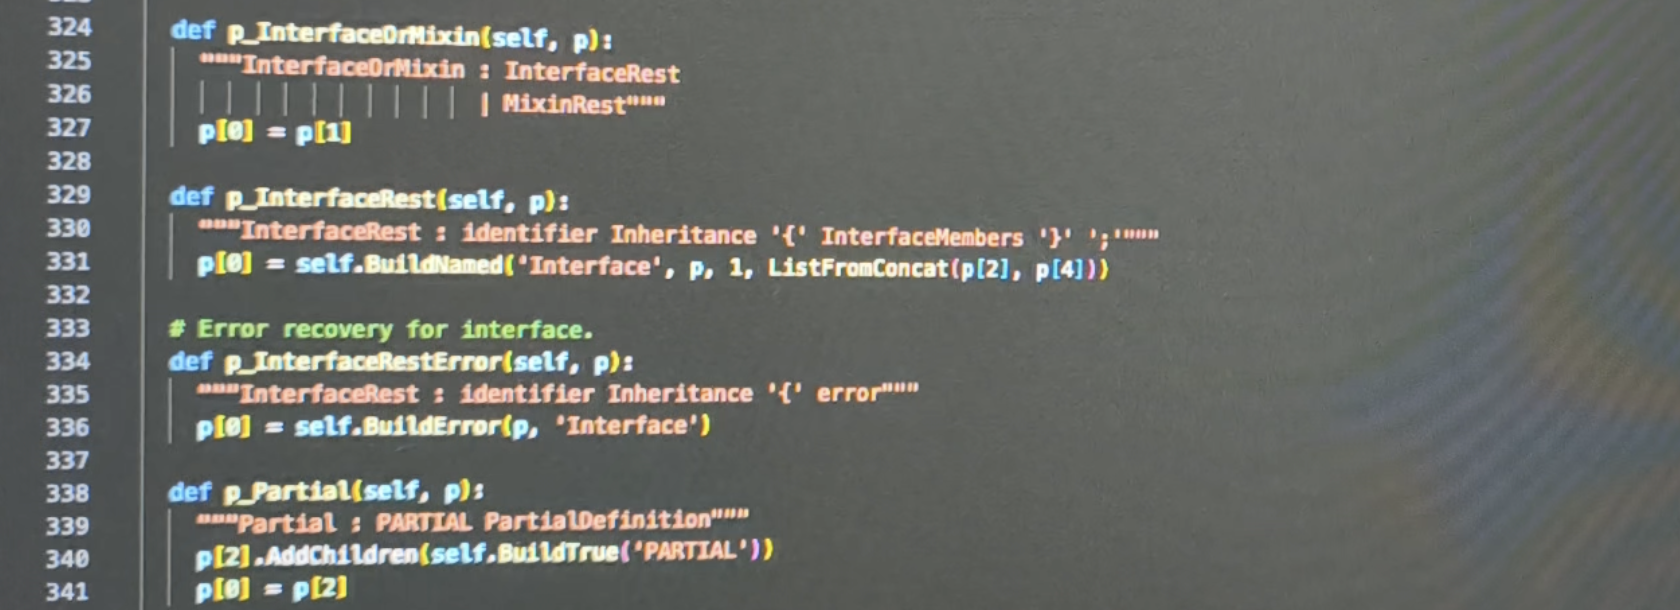 324 def p_InterfaceOrMixin(self, p):
325 """InterfaceOrMixin : InterfaceRest
326 | MixinRest"""
327 p[0] = p[1]
328
329 def p_InterfaceRest(self, p):
330 """InterfaceRest : identifier Inheritance '{' InterfaceMembers '}' ';'"""
331 p[0] = self.BuildNamed('Interface', p, 1, ListFromConcat(p[2], p[4]))
332
333 # Error recovery for interface.
334 def p_InterfaceRestError(self, p):
335 """InterfaceRest : identifier Inheritance '{' error"""
336 p[0] = self.BuildError(p, 'Interface')
337
338 def p_Partial(self, p):
339 """Partial : PARTIAL PartialDefinition"""
340 p[2].AddChildren(self.BuildTrue('PARTIAL'))
341 p[0] = p[2]